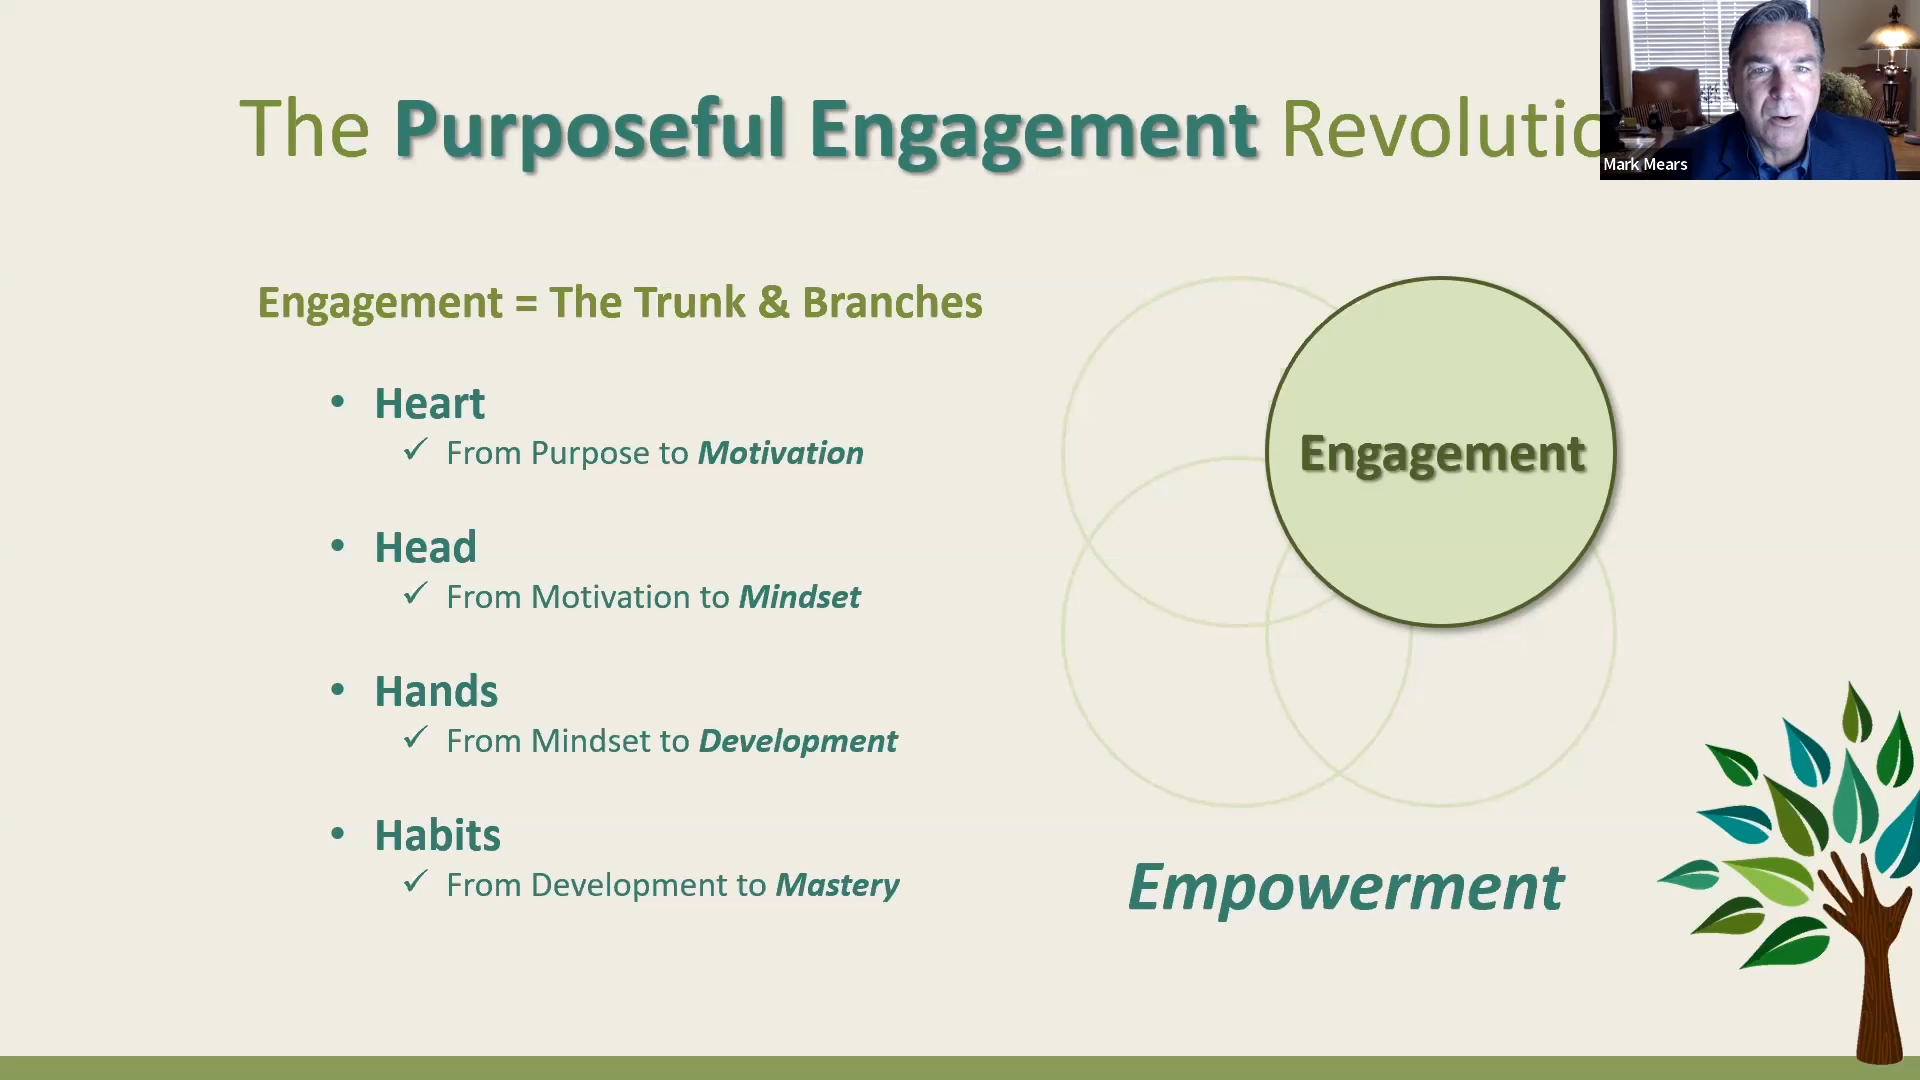 The Purposeful Engagement Revolutio
Mark Mears
Engagement = The Trunk & Branches
• Heart
✓ From Purpose to Motivation
• Head
✓ From Motivation to Mindset
• Hands
✓ From Mindset to Development
• Habits
✓ From Development to Mastery
Engagement
Empowerment